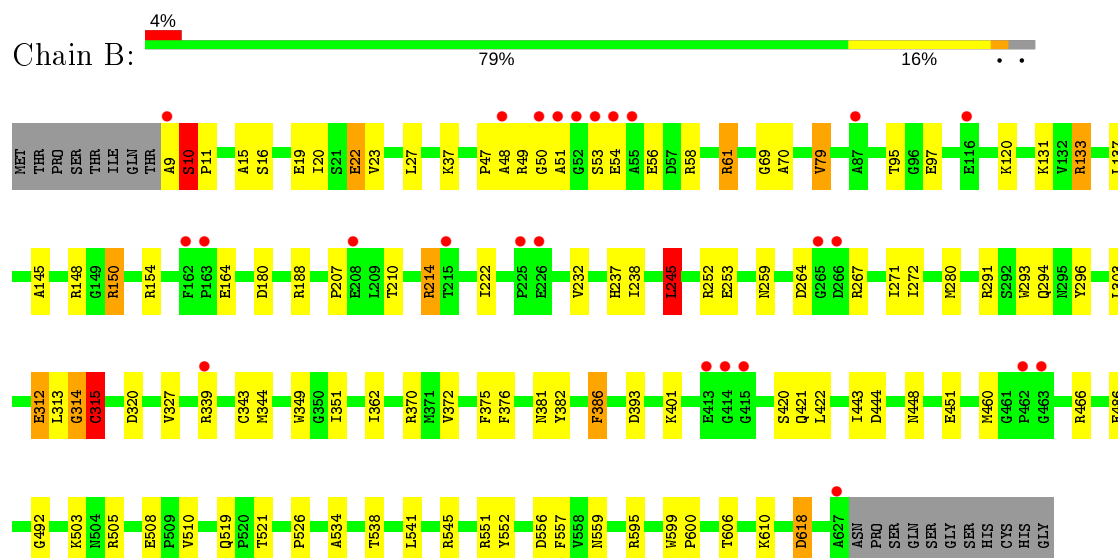 4%
Chain B:
79% 16% • •
MET THR PRO SER THR ILE GLN THR A9 S10 P11 A15 S16 E19 I20 S21 E22 V23 L27 K37 P47 A48 R49 G50 A51 G52 S53 E54 A55 E56 D57 R58 R61 G69 A70 V79 A87 T95 G96 E97 E116 K120 K131 V132 R133 L137
A145 R148 G149 R150 R154 F162 P163 E164 D180 R188 P207 E208 L209 T210 R214 T215 I222 P225 E226 V232 H237 I238 L245 R252 E253 N259 D264 G265 D266 R267 I271 I272 M280 R291 S292 W293 Q294 N295 Y296
E312 L313 G314 C315 D320 V327 R339 C343 M344 W349 G350 I351 I362 R370 M371 V372 F375 F376 N381 Y382 F386 D393 K401 E413 G414 G415 S420 Q421 L422 I443 D444 N448 E451 M460 G461 P462 G463 R466
G492 K503 N504 R505 E508 P509 V510 Q519 P520 T521 P526 A534 T538 L541 R545 R551 Y552 D556 F557 V558 N559 R595 W599 P600 T606 K610 D618 A627 ASN PRO SER GLN SER GLY SER HIS CYS HIS GLY